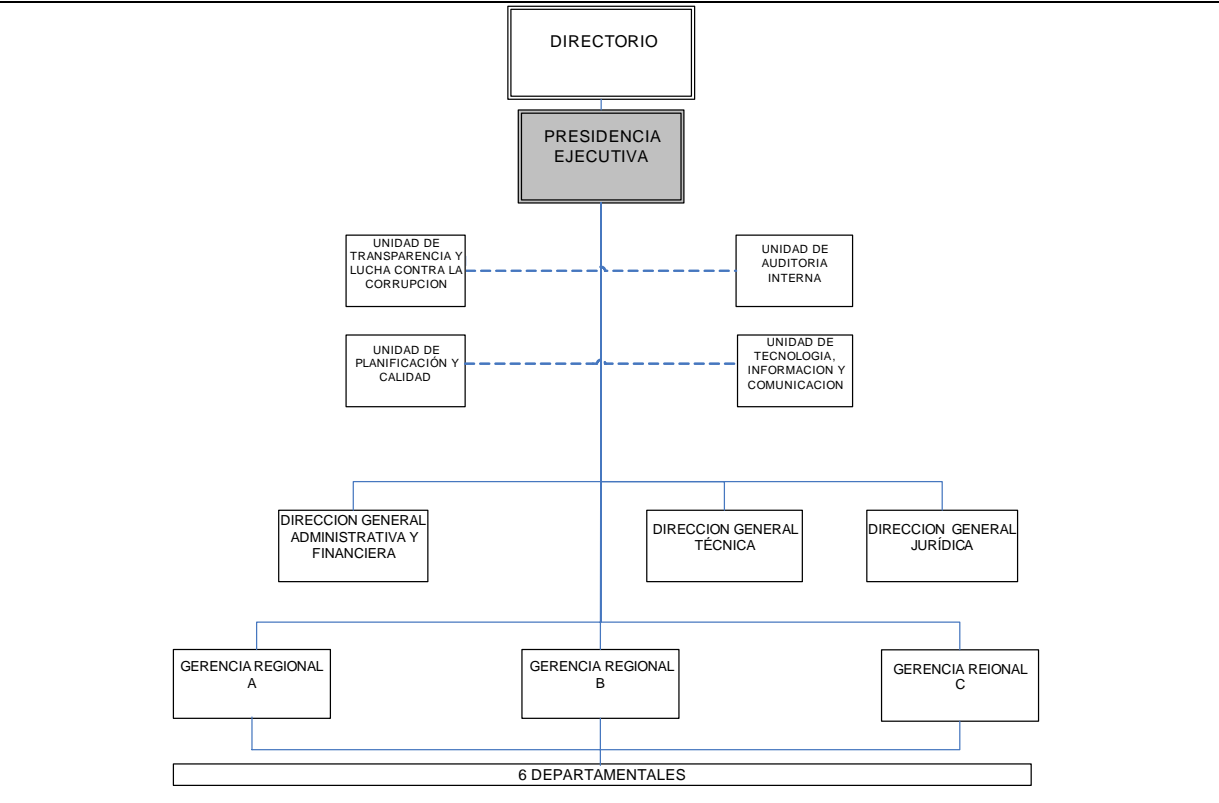 DIRECTORIO
PRESIDENCIA
EJECUTIVA
UNIDAD DE
TRANSPARENCIA Y
LUCHA CONTRA LA
CORRUPCION
UNIDAD DE
AUDITORIA
INTERNA
UNIDAD DE
PLANIFICACIÓN Y
CALIDAD
UNIDAD DE
TECNOLOGIA,
INFORMACION Y
COMUNICACION
DIRECCION GENERAL
ADMINISTRATIVA Y
FINANCIERA
DIRECCION GENERAL
TÉCNICA
DIRECCION GENERAL
JURÍDICA
GERENCIA REGIONAL
A
GERENCIA REGIONAL
B
GERENCIA REIONAL
C
6 DEPARTAMENTALES